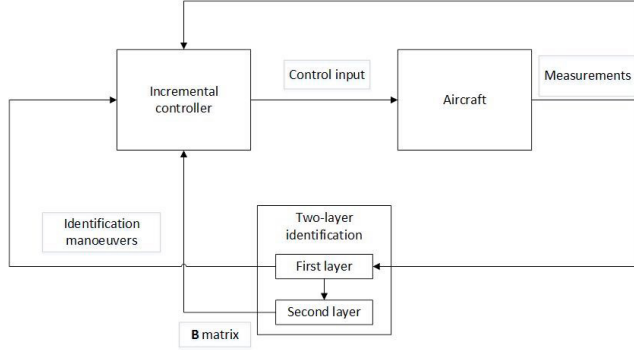 Incremental
controller
Control input
Aircraft
Measurements
Identification
manoeuvers
Two-layer
identification
First layer
Second layer
B matrix